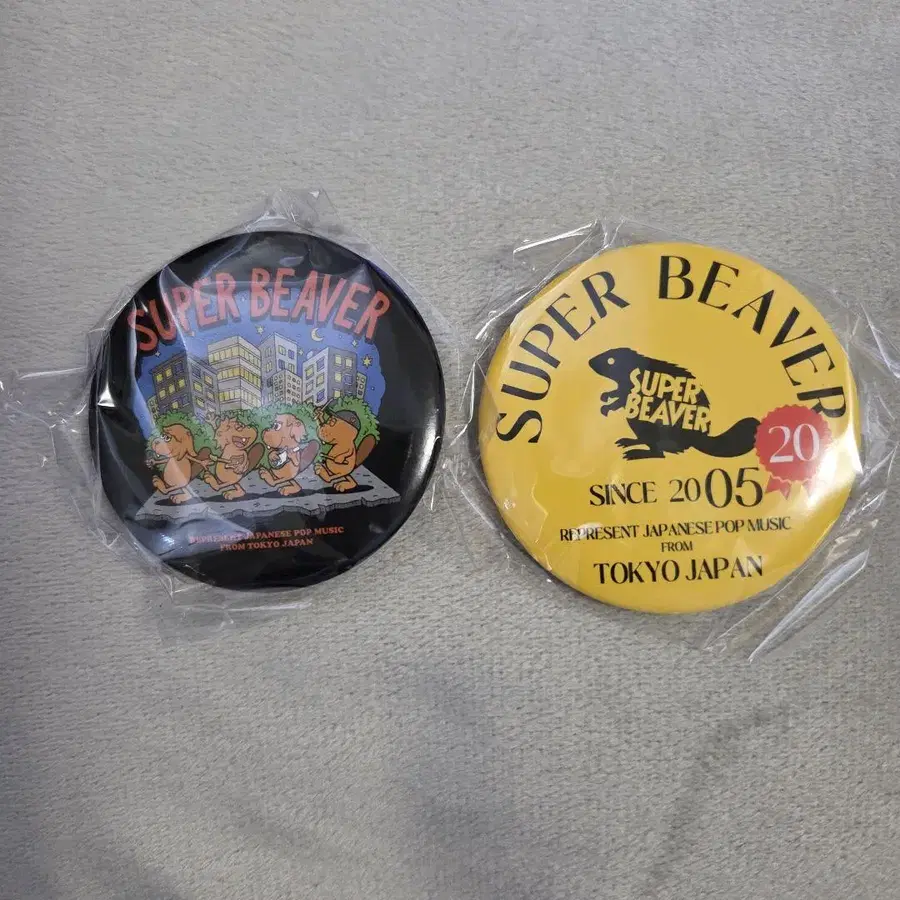 SUPER BEAVER
REPRESENT JAPANESE POP MUSIC
FROM TOKYO JAPAN
SUPER BEAVER
SUPER
BEAVER
20
SINCE 2005
REPRESENT JAPANESE POP MUSIC
FROM
TOKYO JAPAN